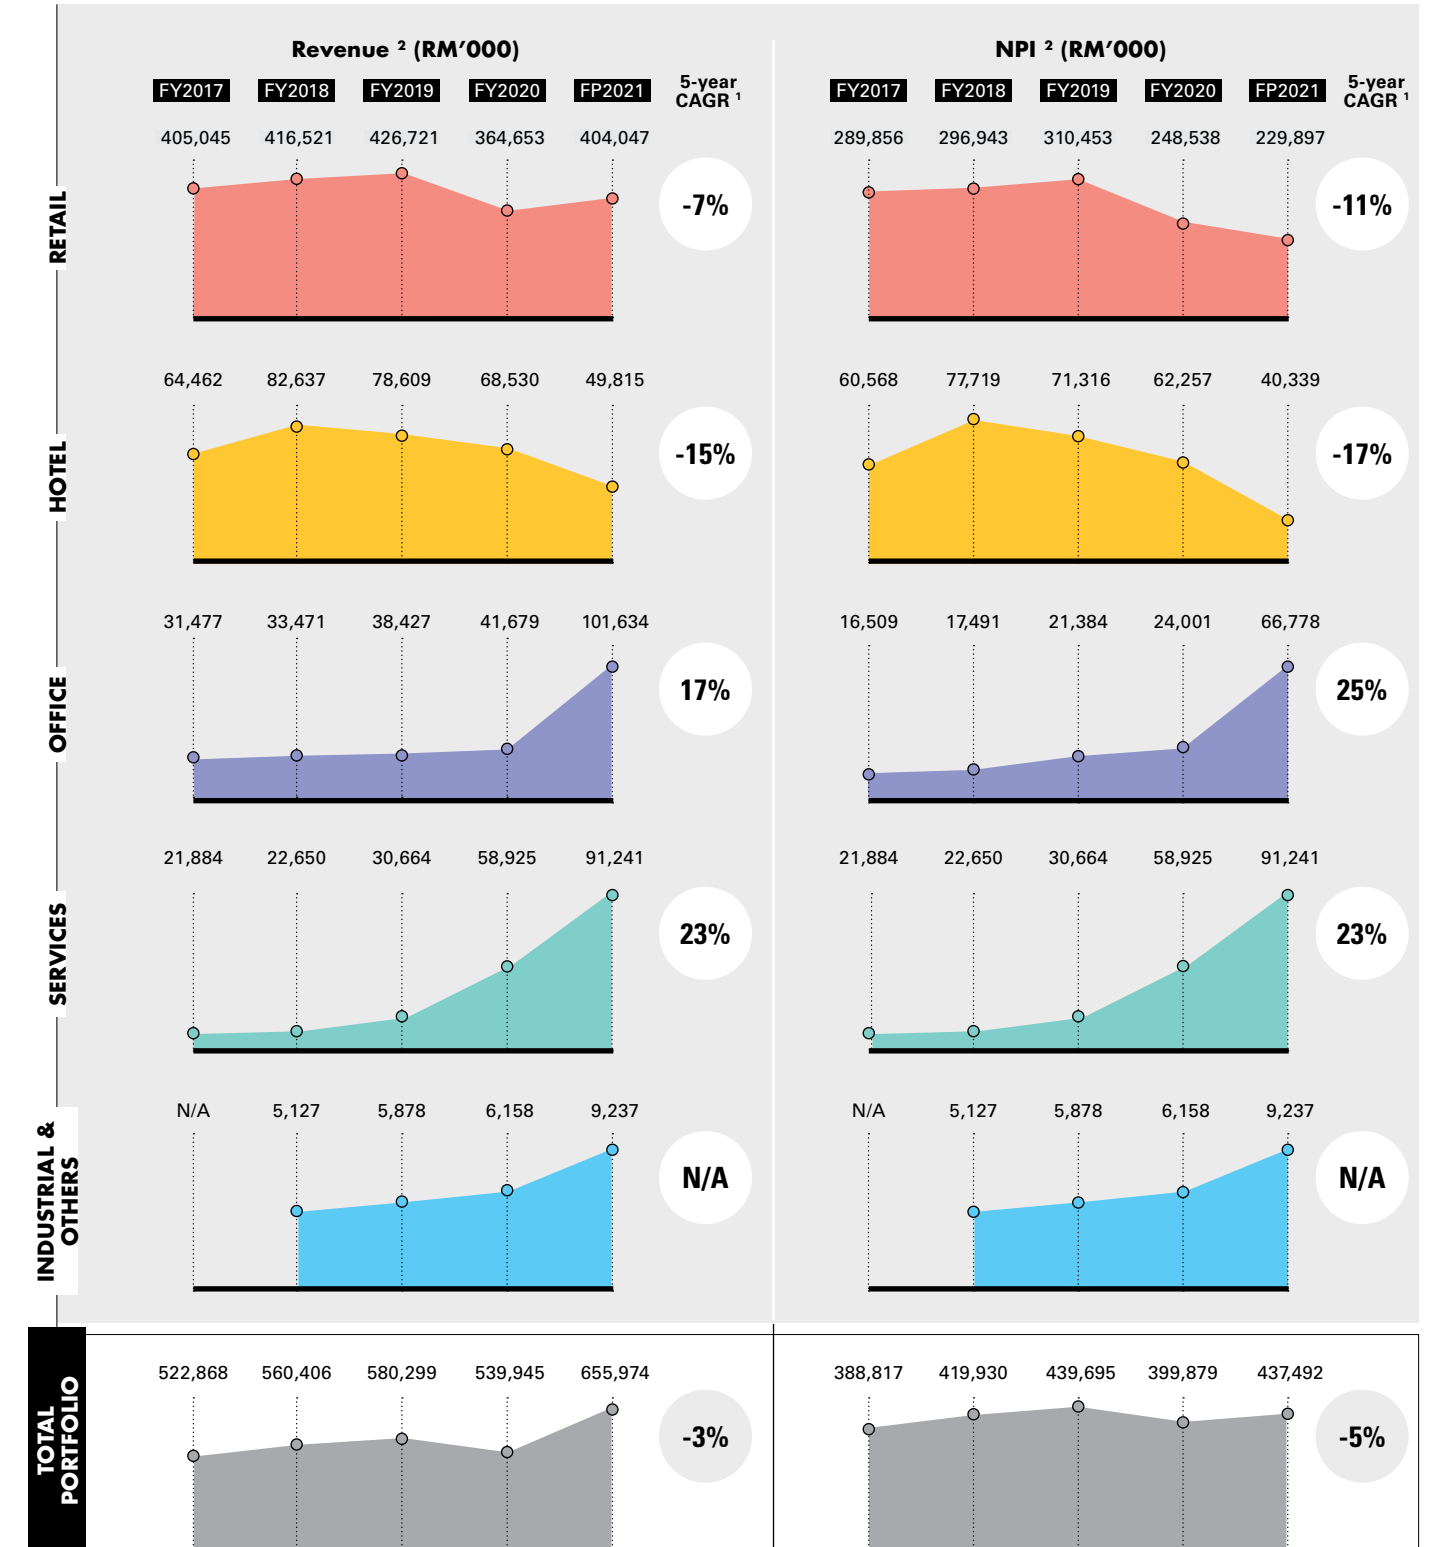 Revenue ² (RM’000)
NPI ² (RM’000)
FY2017 FY2018 FY2019 FY2020 FP2021 5-year
CAGR ¹
FY2017 FY2018 FY2019 FY2020 FP2021 5-year
CAGR ¹
RETAIL
405,045 416,521 426,721 364,653 404,047
-7%
289,856 296,943 310,453 248,538 229,897
-11%
HOTEL
64,462 82,637 78,609 68,530 49,815
-15%
60,568 77,719 71,316 62,257 40,339
-17%
OFFICE
31,477 33,471 38,427 41,679 101,634
17%
16,509 17,491 21,384 24,001 66,778
25%
SERVICES
21,884 22,650 30,664 58,925 91,241
23%
21,884 22,650 30,664 58,925 91,241
23%
INDUSTRIAL &
OTHERS
N/A 5,127 5,878 6,158 9,237
N/A
N/A 5,127 5,878 6,158 9,237
N/A
TOTAL
PORTFOLIO
522,868 560,406 580,299 539,945 655,974
-3%
388,817 419,930 439,695 399,879 437,492
-5%